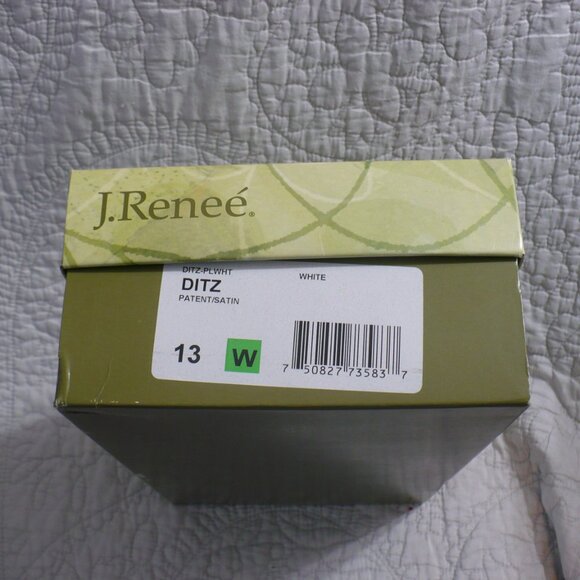 J.Reneé®
DITZ-PLWHT WHITE
DITZ
PATENT/SATIN
13 W
7 50827 73583 7